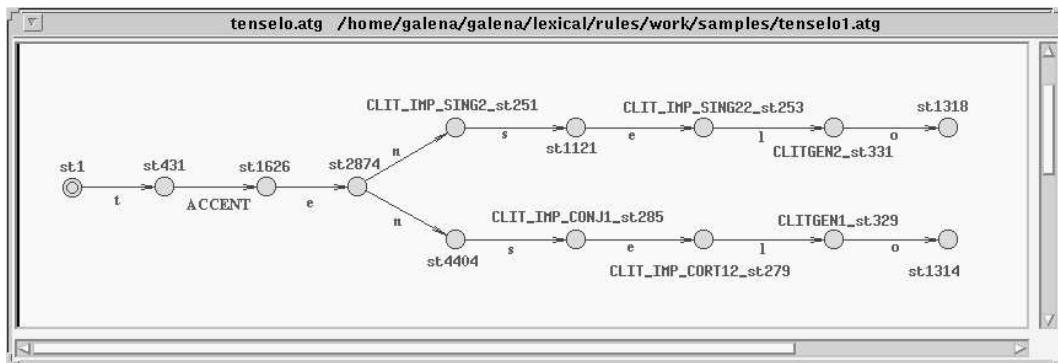 tenselo.atg /home/galena/galena/lexical/rules/work/samples/tenselo1.atg
CLIT_IMP_SING2_st251 CLIT_IMP_SING22_st253 st1318
n s e l o
st1121 CLITGEN2_st331
st1 st431 st1626 st2874
t ACCENT e
n s e l o
CLIT_IMP_CONJ1_st285 CLITGEN1_st329
st4404 CLIT_IMP_CORT12_st279 st1314